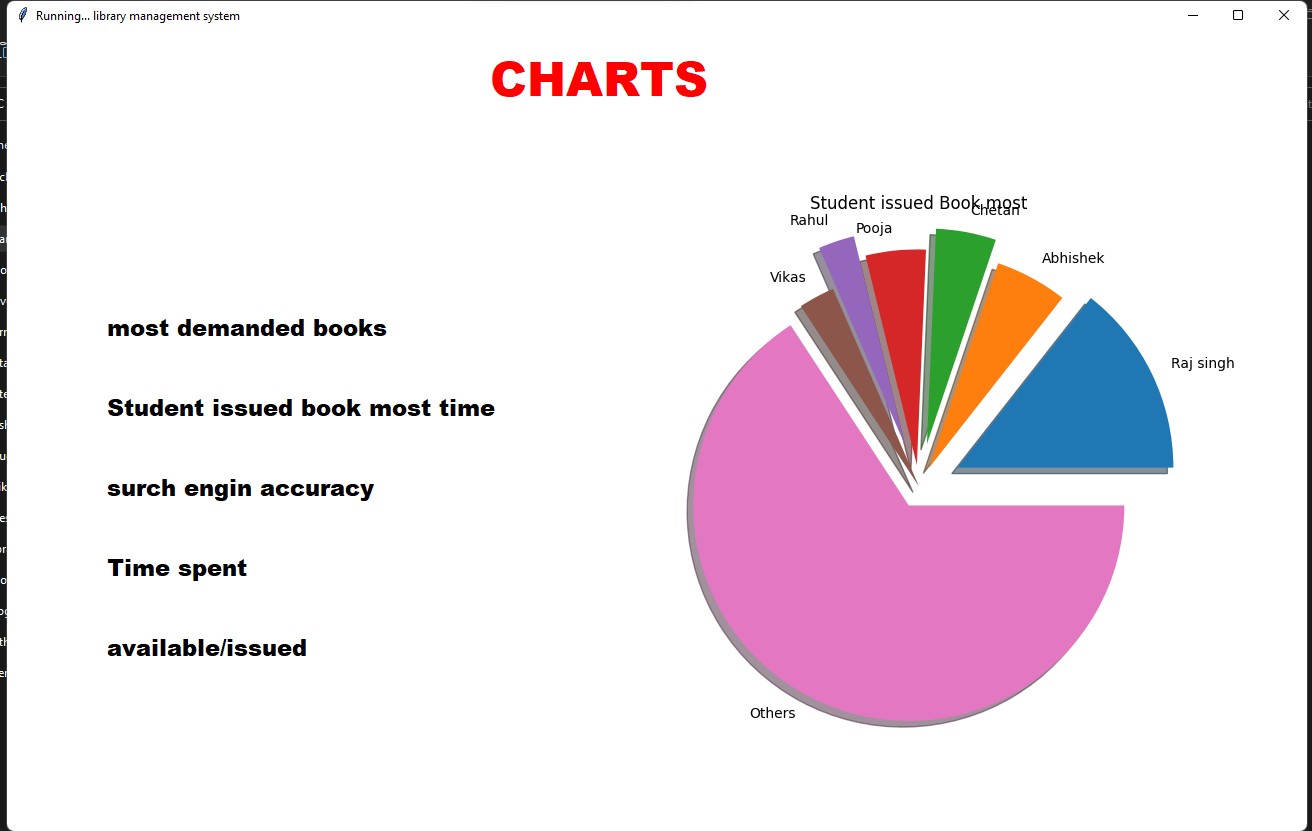 Running... library management system
CHARTS
Student issued Book most
Chetan
Rahul
Pooja
Abhishek
Vikas
most demanded books
Raj singh
Student issued book most time
surch engin accuracy
Time spent
available/issued
Others